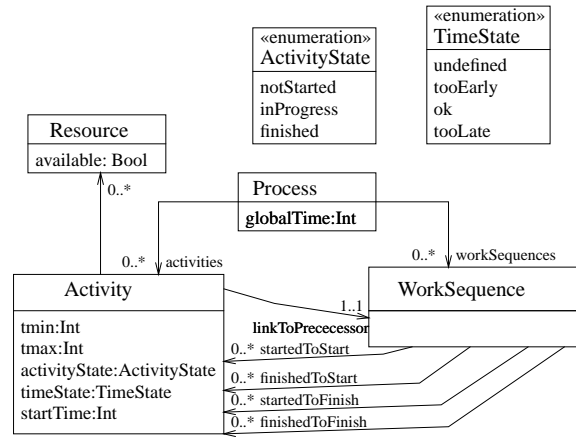 «enumeration»
ActivityState
notStarted
inProgress
finished
«enumeration»
TimeState
undefined
tooEarly
ok
tooLate
Resource
available: Bool
0..*
Process
globalTime:Int
0..* activities
0..* workSequences
Activity
tmin:Int
tmax:Int
activityState:ActivityState
timeState:TimeState
startTime:Int
WorkSequence
1..1
linkToPrececessor
0..* startedToStart
0..* finishedToStart
0..* startedToFinish
0..* finishedToFinish